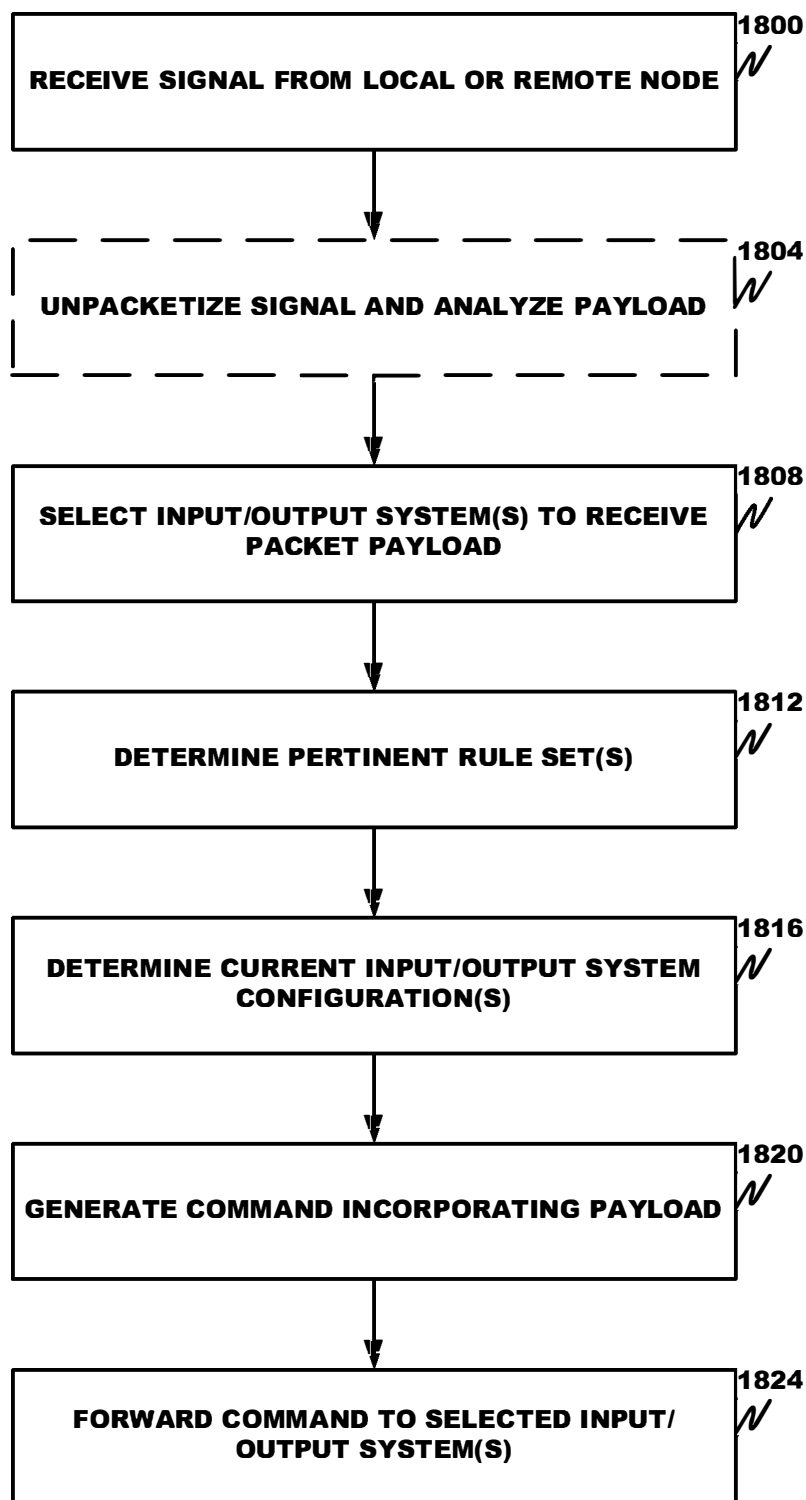 1800
RECEIVE SIGNAL FROM LOCAL OR REMOTE NODE
1804
UNPACKETIZE SIGNAL AND ANALYZE PAYLOAD
1808
SELECT INPUT/OUTPUT SYSTEM(S) TO RECEIVE
PACKET PAYLOAD
1812
DETERMINE PERTINENT RULE SET(S)
1816
DETERMINE CURRENT INPUT/OUTPUT SYSTEM
CONFIGURATION(S)
1820
GENERATE COMMAND INCORPORATING PAYLOAD
1824
FORWARD COMMAND TO SELECTED INPUT/
OUTPUT SYSTEM(S)